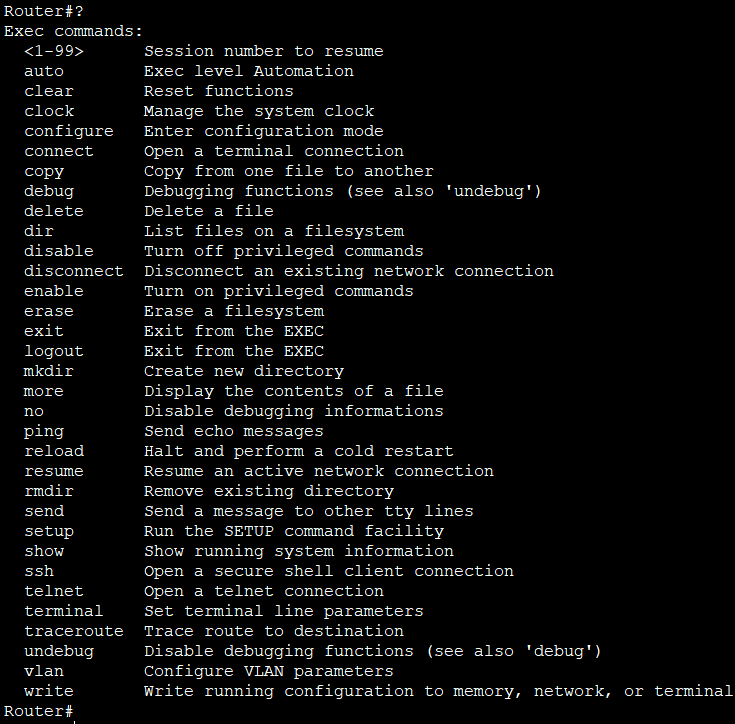 Router#?
Exec commands:
  <1-99>      Session number to resume
  auto        Exec level Automation
  clear       Reset functions
  clock       Manage the system clock
  configure   Enter configuration mode
  connect     Open a terminal connection
  copy        Copy from one file to another
  debug       Debugging functions (see also 'undebug')
  delete      Delete a file
  dir         List files on a filesystem
  disable     Turn off privileged commands
  disconnect  Disconnect an existing network connection
  enable      Turn on privileged commands
  erase       Erase a filesystem
  exit        Exit from the EXEC
  logout      Exit from the EXEC
  mkdir       Create new directory
  more        Display the contents of a file
  no          Disable debugging informations
  ping        Send echo messages
  reload      Halt and perform a cold restart
  resume      Resume an active network connection
  rmdir       Remove existing directory
  send        Send a message to other tty lines
  setup       Run the SETUP command facility
  show        Show running system information
  ssh         Open a secure shell client connection
  telnet      Open a telnet connection
  terminal    Set terminal line parameters
  traceroute  Trace route to destination
  undebug     Disable debugging functions (see also 'debug')
  vlan        Configure VLAN parameters
  write       Write running configuration to memory, network, or terminal
Router#